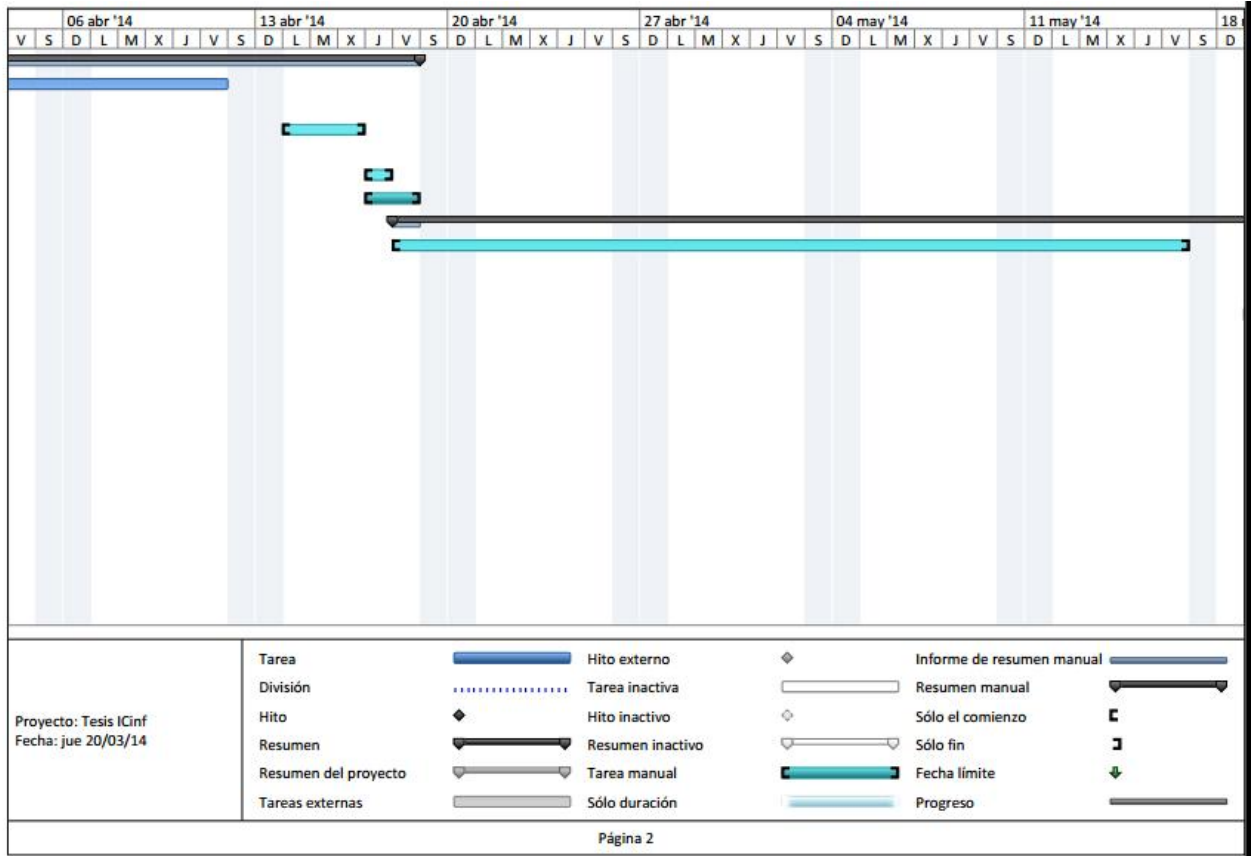 06 abr '14 13 abr '14 20 abr '14 27 abr '14 04 may '14 11 may '14 18
V S D L M X J V S D L M X J V S D L M X J V S D L M X J V S D L M X J V S D L M X J V S D
Tarea Hito externo Informe de resumen manual
División Tarea inactiva Resumen manual
Proyecto: Tesis ICinf
Fecha: jue 20/03/14
Hito Hito inactivo Sólo el comienzo
Resumen Resumen inactivo Sólo fin
Resumen del proyecto Tarea manual Fecha límite
Tareas externas Sólo duración Progreso
Página 2